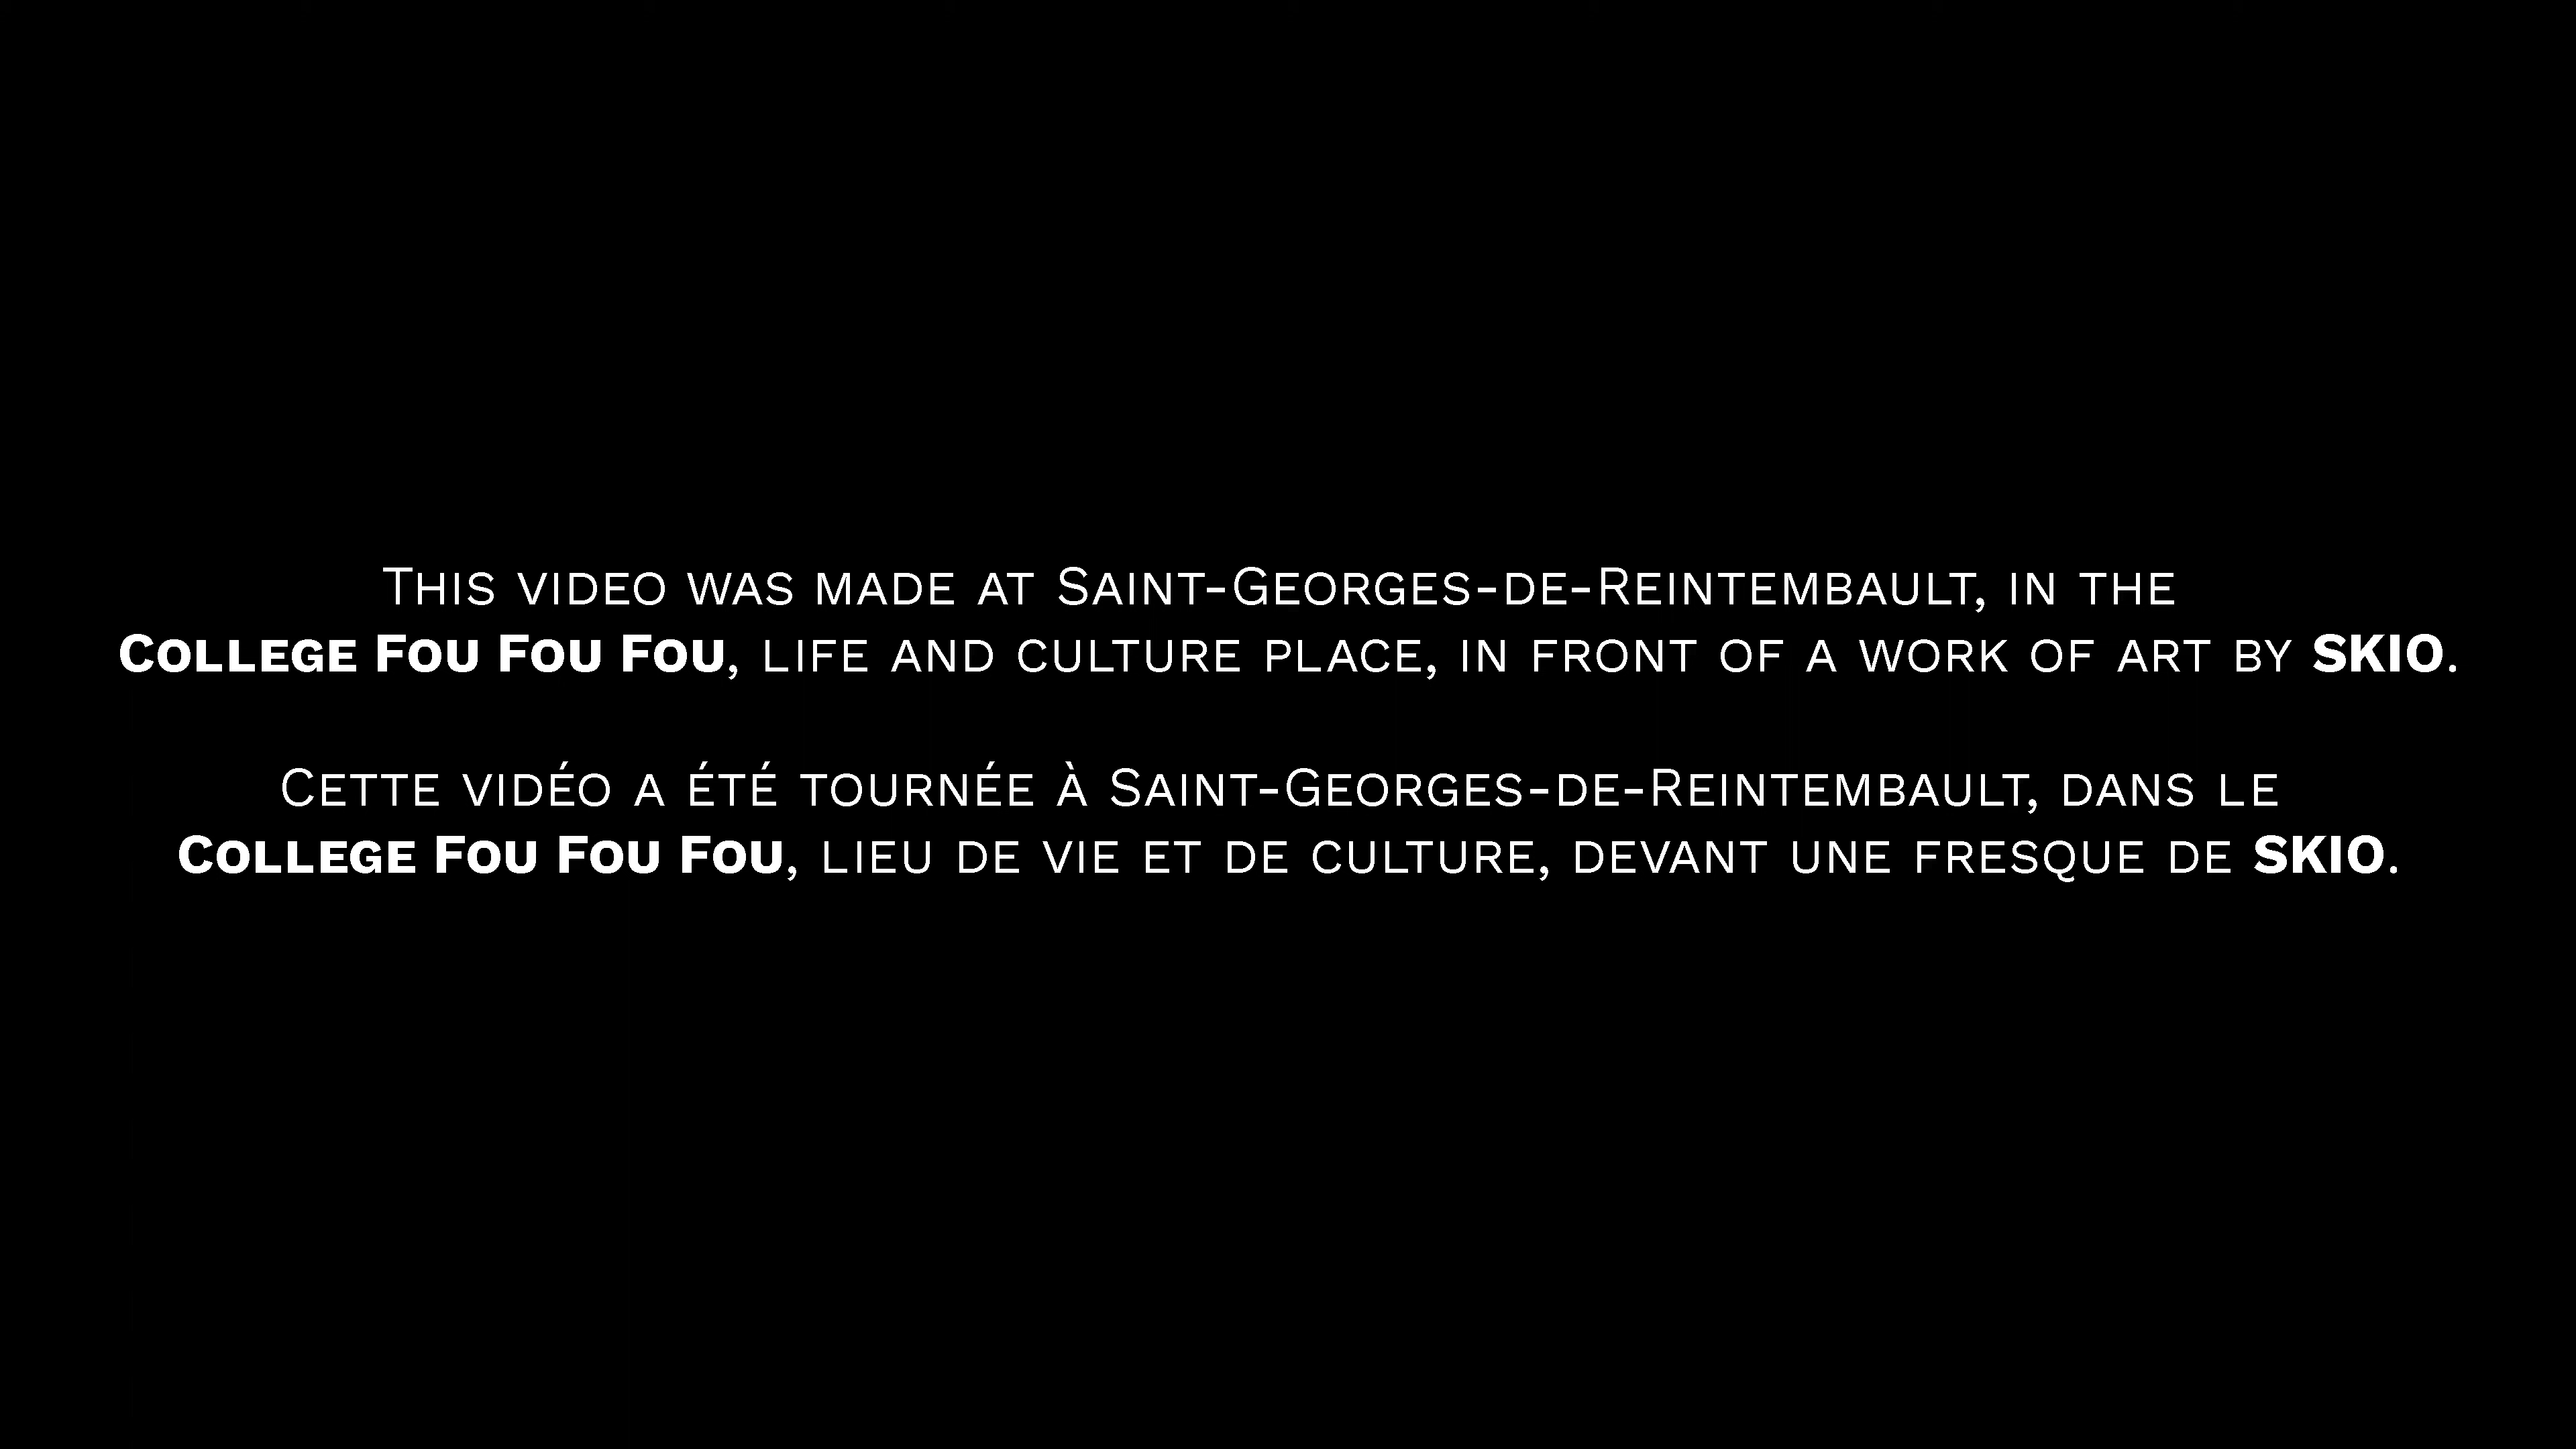 This video was made at Saint-Georges-de-Reintembault, in the
College Fou Fou Fou, life and culture place, in front of a work of art by SKIO.
Cette vidéo a été tournée à Saint-Georges-de-Reintembault, dans le
College Fou Fou Fou, lieu de vie et de culture, devant une fresque de SKIO.